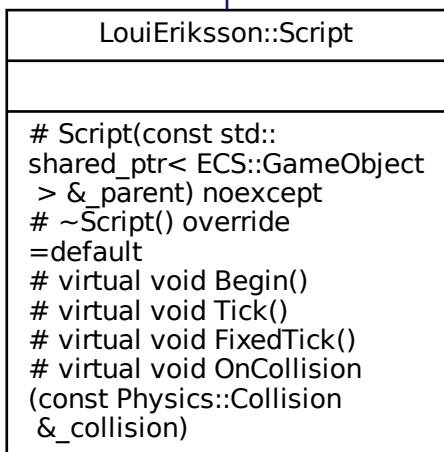 LouiEriksson::Script
# Script(const std::
shared_ptr< ECS::GameObject
> &_parent) noexcept
# ~Script() override
=default
# virtual void Begin()
# virtual void Tick()
# virtual void FixedTick()
# virtual void OnCollision
(const Physics::Collision
&_collision)